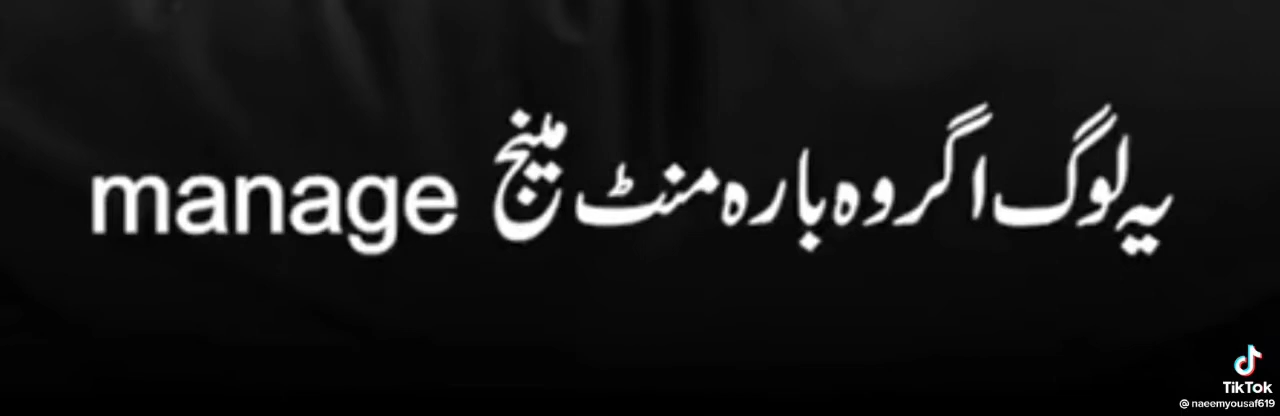 یہ لوگ اگر وہ بارہ منٹ مینج manage
TikTok
@naeemyousaf619